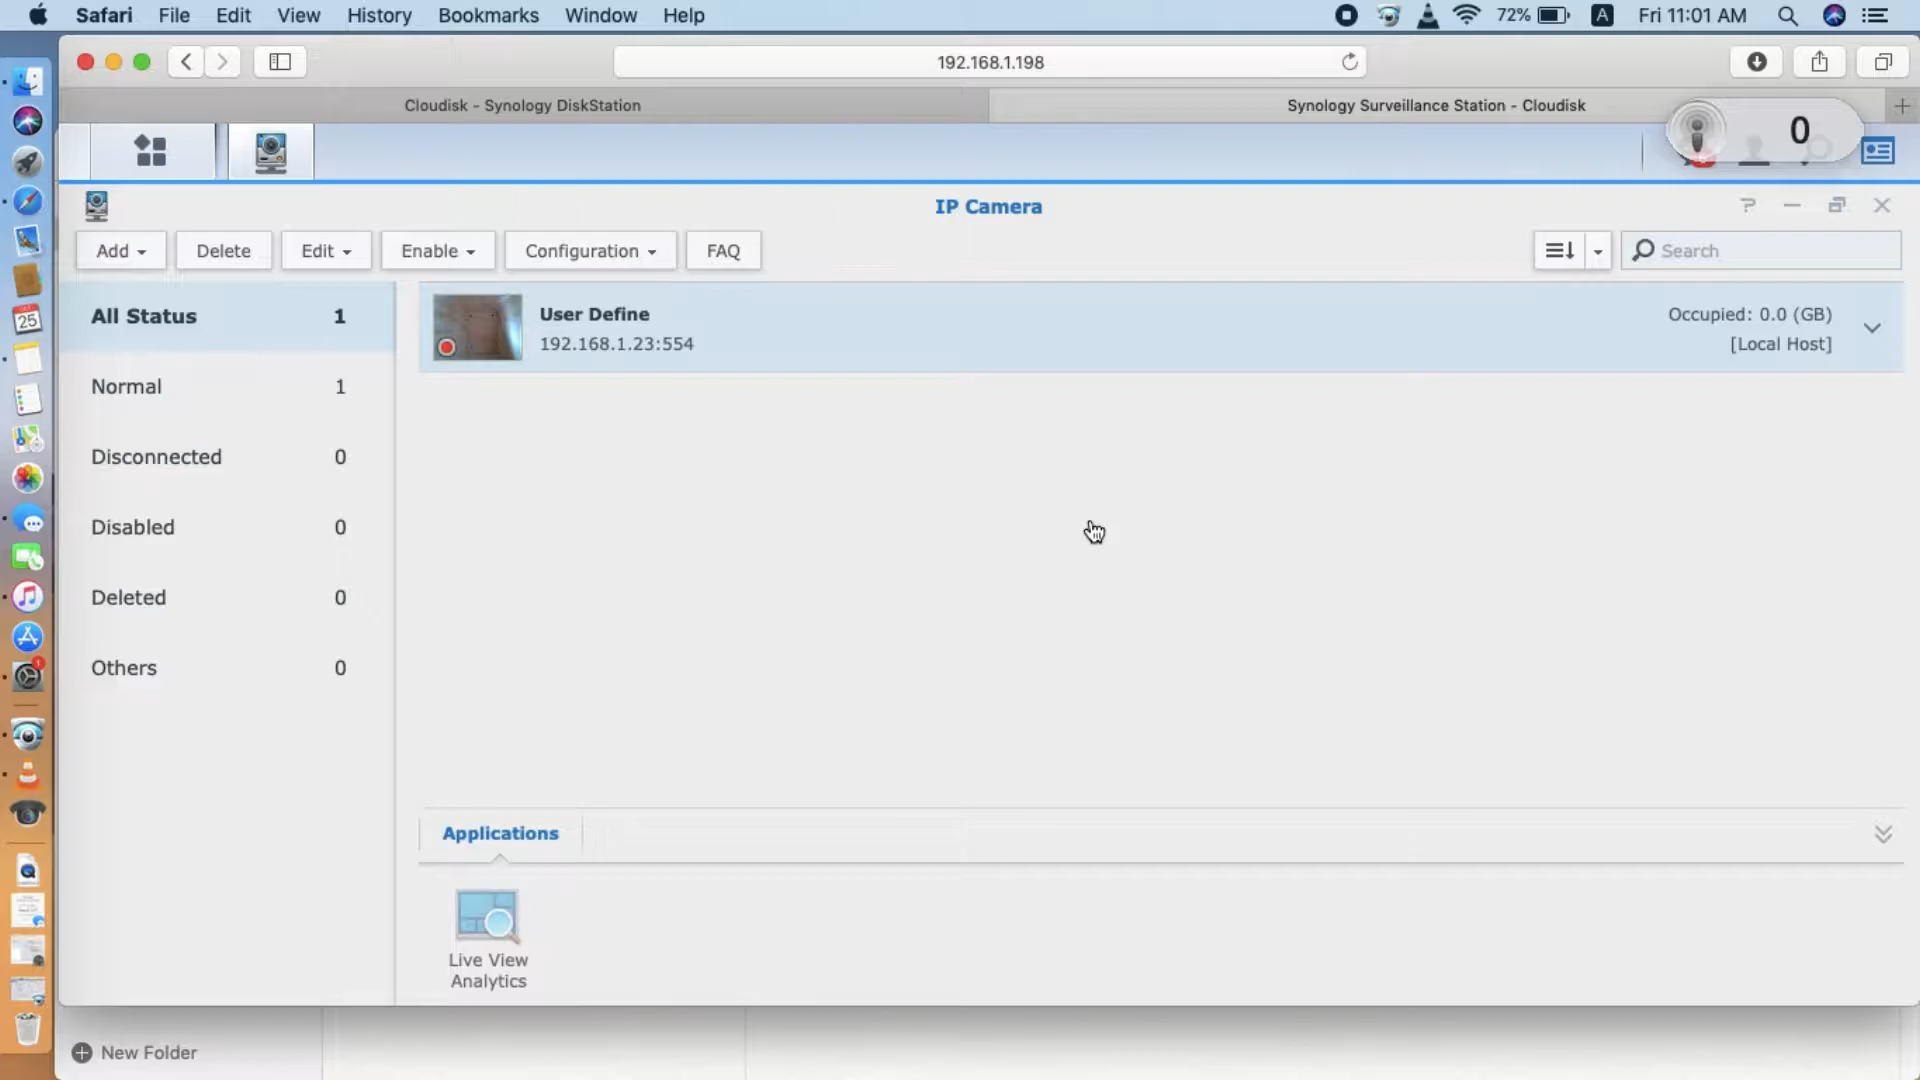 Safari File Edit View History Bookmarks Window Help
72% A Fri 11:01 AM
192.168.1.198
Cloudisk - Synology DiskStation
Synology Surveillance Station - Cloudisk
0
IP Camera
Add Delete Edit Enable Configuration FAQ
Search
All Status 1
Normal 1
Disconnected 0
Disabled 0
Deleted 0
Others 0
User Define
192.168.1.23:554
Occupied: 0.0 (GB)
[Local Host]
Applications
Live View
Analytics
25
1
New Folder